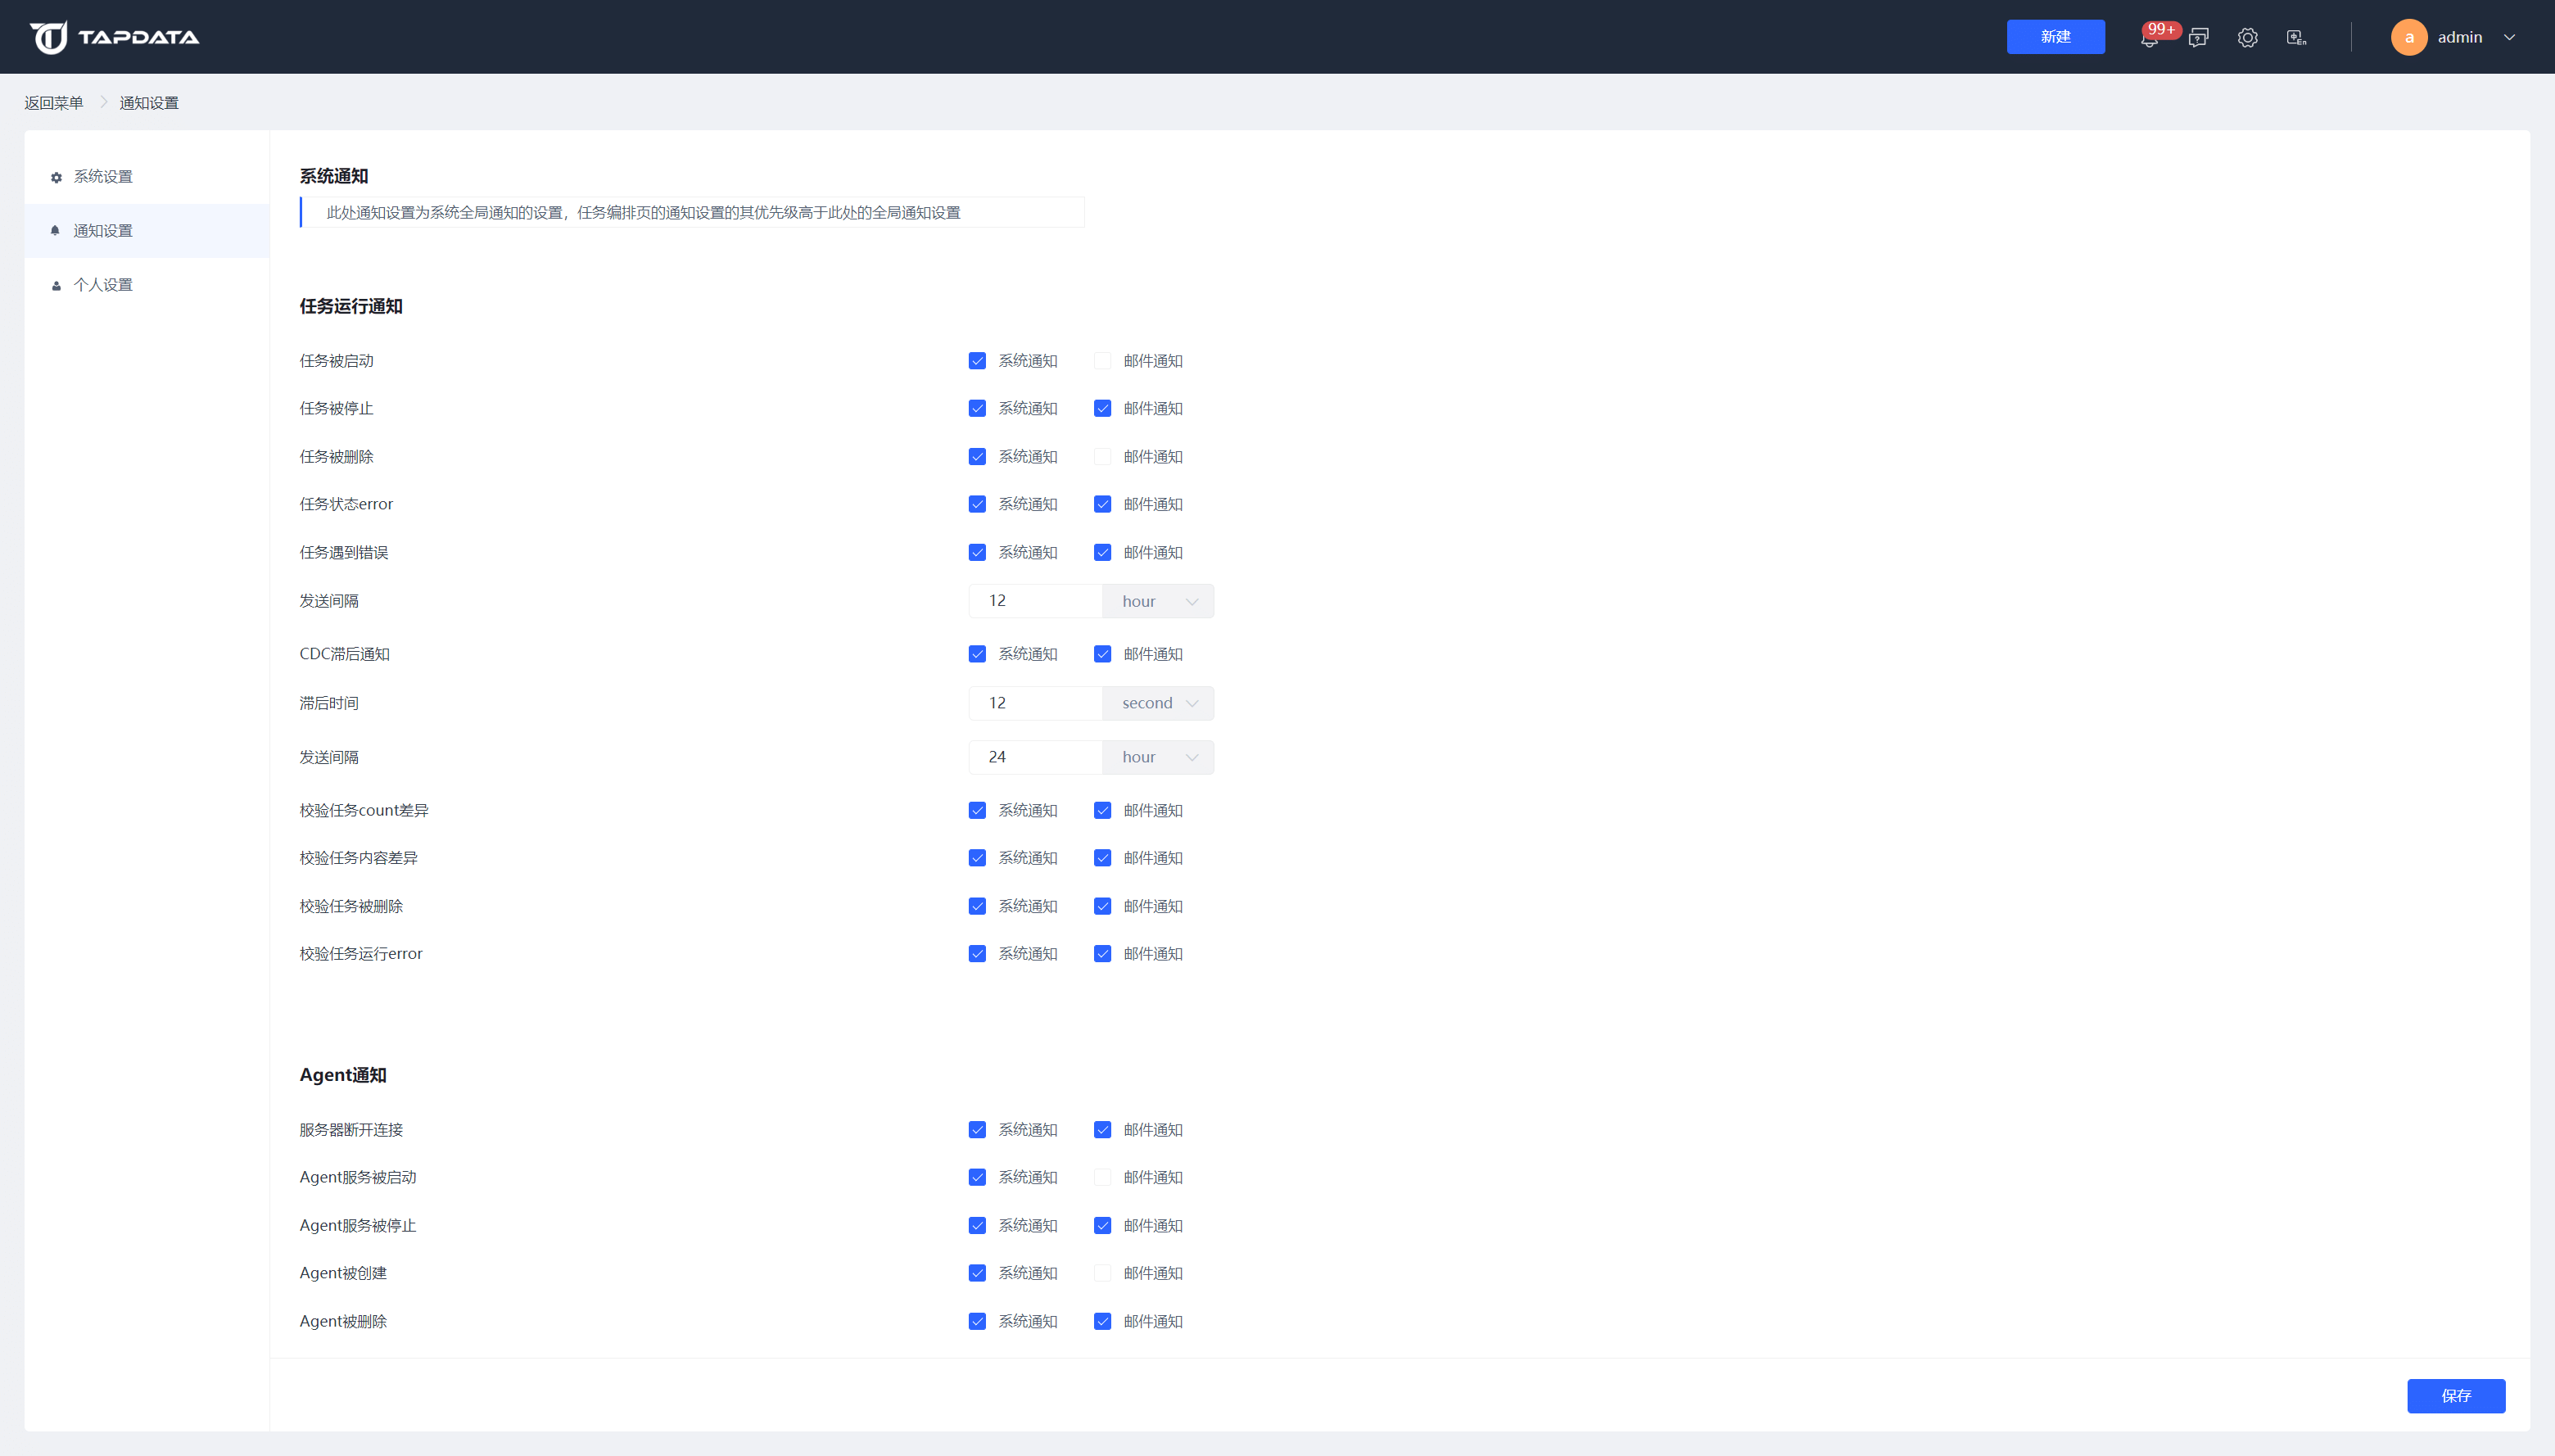 TAPDATA
新建
99+
中En
a
admin
返回菜单
通知设置
系统设置
通知设置
个人设置
系统通知
此处通知设置为系统全局通知的设置，任务编排页的通知设置的其优先级高于此处的全局通知设置
任务运行通知
任务被启动 系统通知 邮件通知
任务被停止 系统通知 邮件通知
任务被删除 系统通知 邮件通知
任务状态error 系统通知 邮件通知
任务遇到错误 系统通知 邮件通知
发送间隔 12 hour
CDC滞后通知 系统通知 邮件通知
滞后时间 12 second
发送间隔 24 hour
校验任务count差异 系统通知 邮件通知
校验任务内容差异 系统通知 邮件通知
校验任务被删除 系统通知 邮件通知
校验任务运行error 系统通知 邮件通知
Agent通知
服务器断开连接 系统通知 邮件通知
Agent服务被启动 系统通知 邮件通知
Agent服务被停止 系统通知 邮件通知
Agent被创建 系统通知 邮件通知
Agent被删除 系统通知 邮件通知
保存